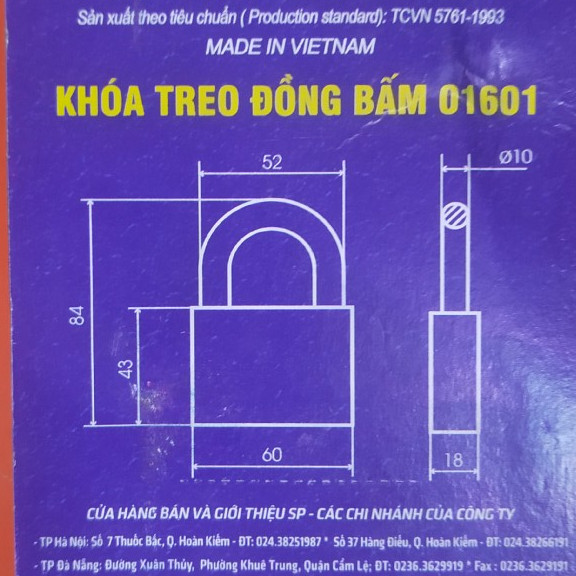 Sản xuất theo tiêu chuẩn ( Production standard): TCVN 5761-1993
MADE IN VIETNAM
KHÓA TREO ĐỒNG BẤM 01601
52
Ø10
84
43
60
18
CỬA HÀNG BÁN VÀ GIỚI THIỆU SP - CÁC CHI NHÁNH CỦA CÔNG TY
- TP Hà Nội: Số 7 Thuốc Bắc, Q. Hoàn Kiếm - ĐT: 024.38251987 * Số 37 Hàng Điếu, Q. Hoàn Kiếm - ĐT: 024.38266191
- TP Đà Nẵng: Đường Xuân Thủy, Phường Khuê Trung, Quận Cẩm Lệ; ĐT: 0236.3629919 * Fax : 0236.3629191